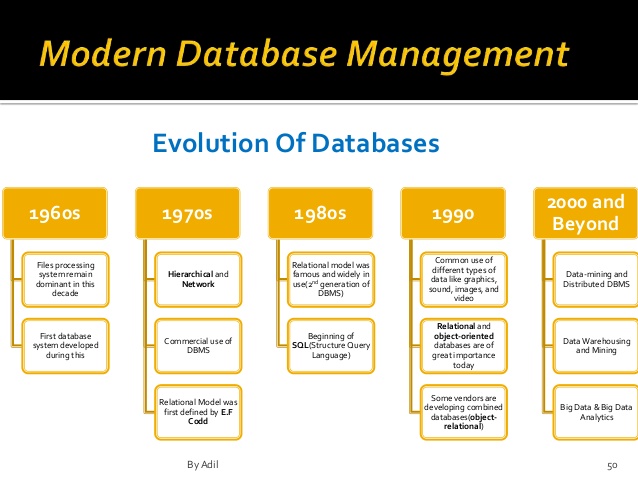 Modern Database Management
Evolution Of Databases
1960s
Files processing
system remain
dominant in this
decade
First database
system developed
during this
1970s
Hierarchical and
Network
Commercial use of
DBMS
Relational Model was
first defined by E.F
Codd
1980s
Relational model was
famous and widely in
use(2nd generation of
DBMS)
Beginning of
SQL(Structure Query
Language)
1990
Common use of
different types of
data like graphics,
sound, images, and
video
Relational and
object-oriented
databases are of
great importance
today
Some vendors are
developing combined
databases(object-
relational)
2000 and
Beyond
Data-mining and
Distributed DBMS
Data Warehousing
and Mining
Big Data & Big Data
Analytics
By Adil
50